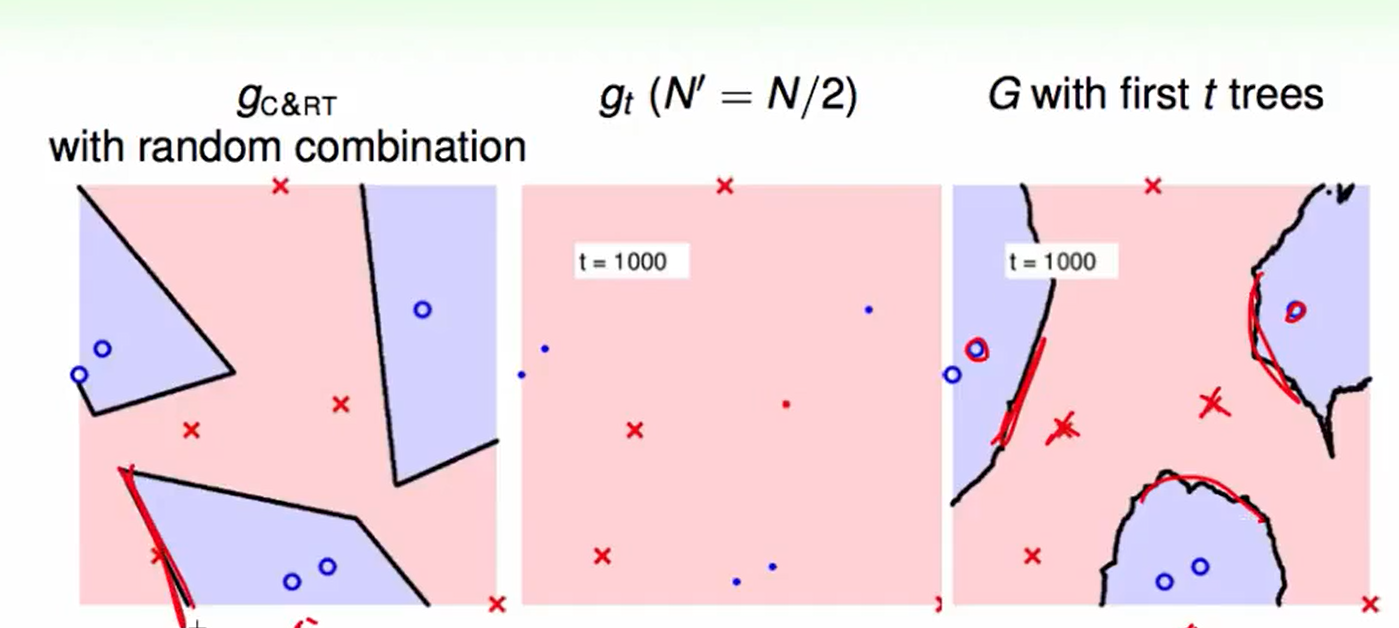 g_C&RT
with random combination
g_t (N′ = N/2)
G with first t trees
t = 1000
t = 1000